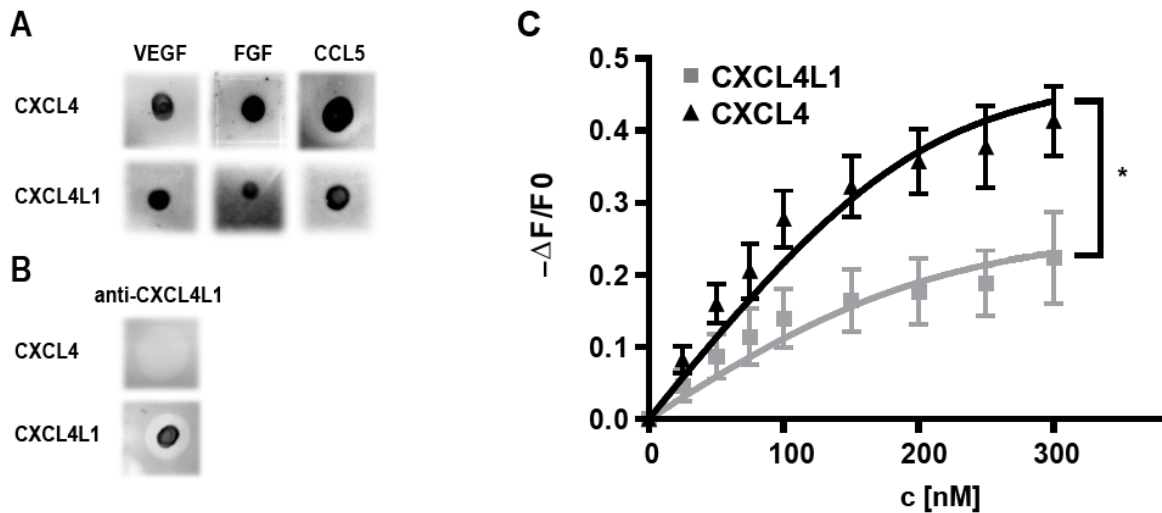 A
VEGF FGF CCL5
CXCL4
CXCL4L1
B
anti-CXCL4L1
CXCL4
CXCL4L1
C
CXCL4L1
CXCL4
0.5
0.4
0.3
0.2
0.1
0.0
−ΔF/F0
0 100 200 300
c [nM]
*